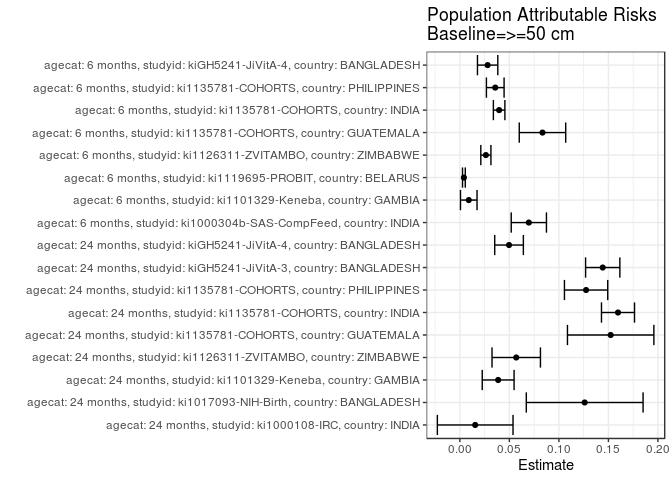 Population Attributable Risks
Baseline=>=50 cm
agecat: 6 months, studyid: kiGH5241-JiVitA-4, country: BANGLADESH
agecat: 6 months, studyid: ki1135781-COHORTS, country: PHILIPPINES
agecat: 6 months, studyid: ki1135781-COHORTS, country: INDIA
agecat: 6 months, studyid: ki1135781-COHORTS, country: GUATEMALA
agecat: 6 months, studyid: ki1126311-ZVITAMBO, country: ZIMBABWE
agecat: 6 months, studyid: ki1119695-PROBIT, country: BELARUS
agecat: 6 months, studyid: ki1101329-Keneba, country: GAMBIA
agecat: 6 months, studyid: ki1000304b-SAS-CompFeed, country: INDIA
agecat: 24 months, studyid: kiGH5241-JiVitA-4, country: BANGLADESH
agecat: 24 months, studyid: kiGH5241-JiVitA-3, country: BANGLADESH
agecat: 24 months, studyid: ki1135781-COHORTS, country: PHILIPPINES
agecat: 24 months, studyid: ki1135781-COHORTS, country: INDIA
agecat: 24 months, studyid: ki1135781-COHORTS, country: GUATEMALA
agecat: 24 months, studyid: ki1126311-ZVITAMBO, country: ZIMBABWE
agecat: 24 months, studyid: ki1101329-Keneba, country: GAMBIA
agecat: 24 months, studyid: ki1017093-NIH-Birth, country: BANGLADESH
agecat: 24 months, studyid: ki1000108-IRC, country: INDIA
0.00 0.05 0.10 0.15 0.20
Estimate